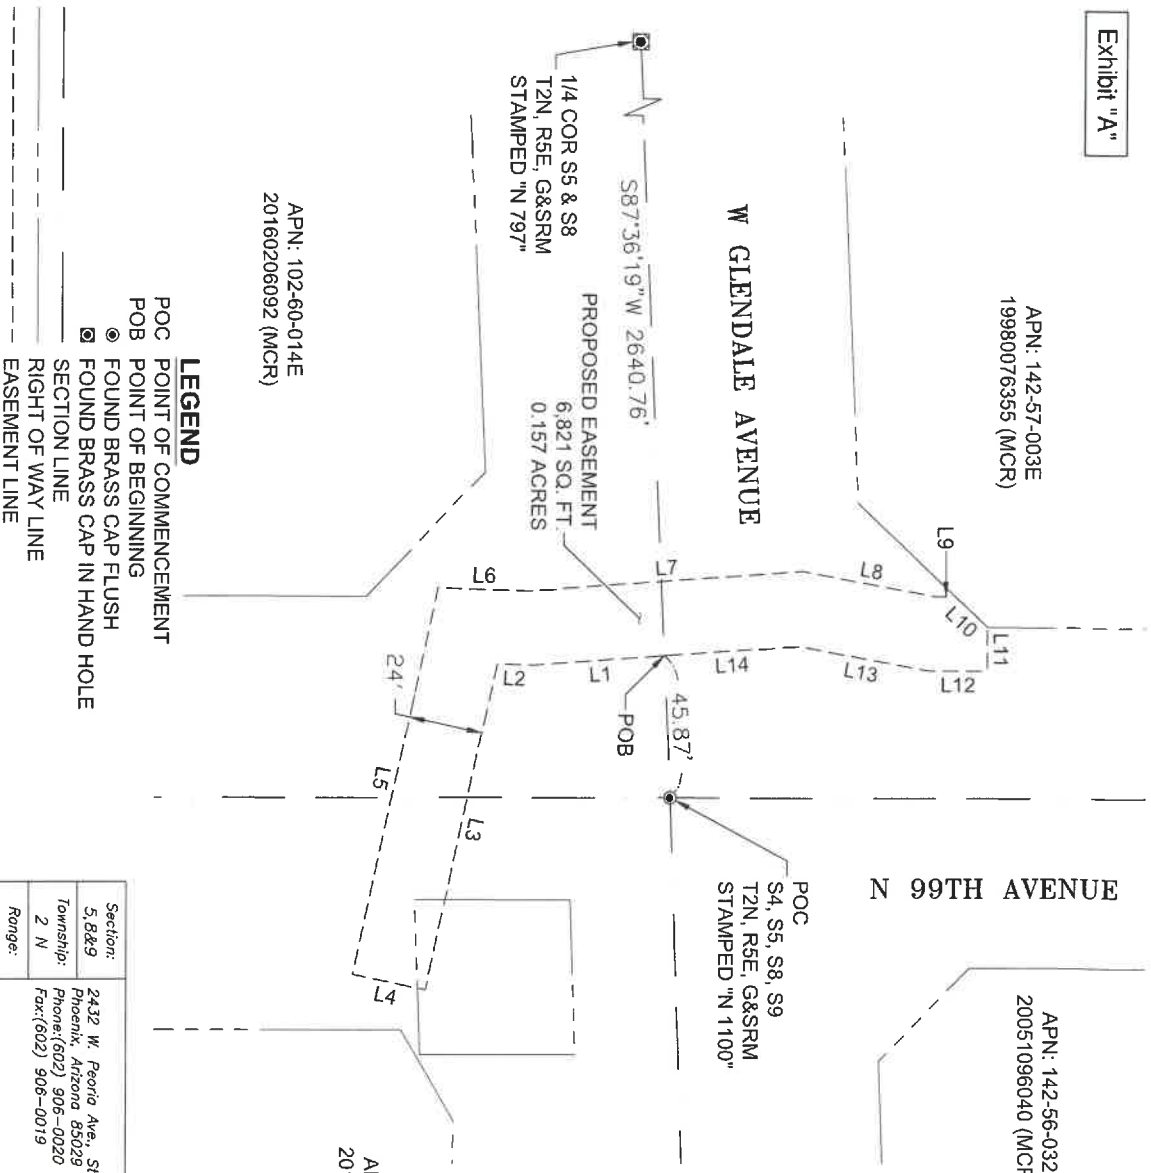 Exhibit "A"
APN: 142-57-003E
19980076355 (MCR)
W GLENDALE AVENUE
S87°36'19"W 2640.76'
1/4 COR S5 & S8
T2N, R5E, G&SRM
STAMPED "N 797"
PROPOSED EASEMENT
6,821 SQ. FT.
0.157 ACRES
APN: 102-60-014E
20160206092 (MCR)
L9
L8
L10
L11
L7
L6
L12
L13
L14
L1
L2
45.87'
POB
24'
L5
L3
L4
N 99TH AVENUE
POC
S4, S5, S8, S9
T2N, R5E, G&SRM
STAMPED "N 1100"
APN: 142-56-032
20051096040 (MCR
LEGEND
POC POINT OF COMMENCEMENT
POB POINT OF BEGINNING
FOUND BRASS CAP FLUSH
FOUND BRASS CAP IN HAND HOLE
SECTION LINE
RIGHT OF WAY LINE
EASEMENT LINE
Section:
5,8&9
Township:
2 N
Range:
2432 W. Peoria Ave., St
Phoenix, Arizona 85029
Phone:(602) 906-0020
Fax:(602) 906-0019